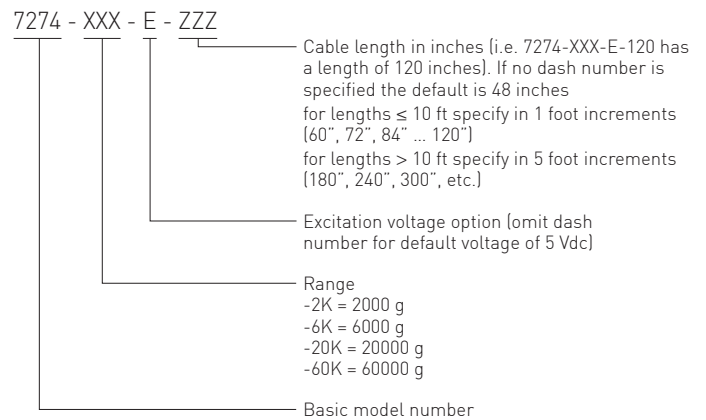 7274 - XXX - E - ZZZ
Cable length in inches (i.e. 7274-XXX-E-120 has
a length of 120 inches). If no dash number is
specified the default is 48 inches
for lengths ≤ 10 ft specify in 1 foot increments
(60”, 72”, 84” ... 120”)
for lengths > 10 ft specify in 5 foot increments
(180”, 240”, 300”, etc.)
Excitation voltage option (omit dash
number for default voltage of 5 Vdc)
Range
-2K = 2000 g
-6K = 6000 g
-20K = 20000 g
-60K = 60000 g
Basic model number